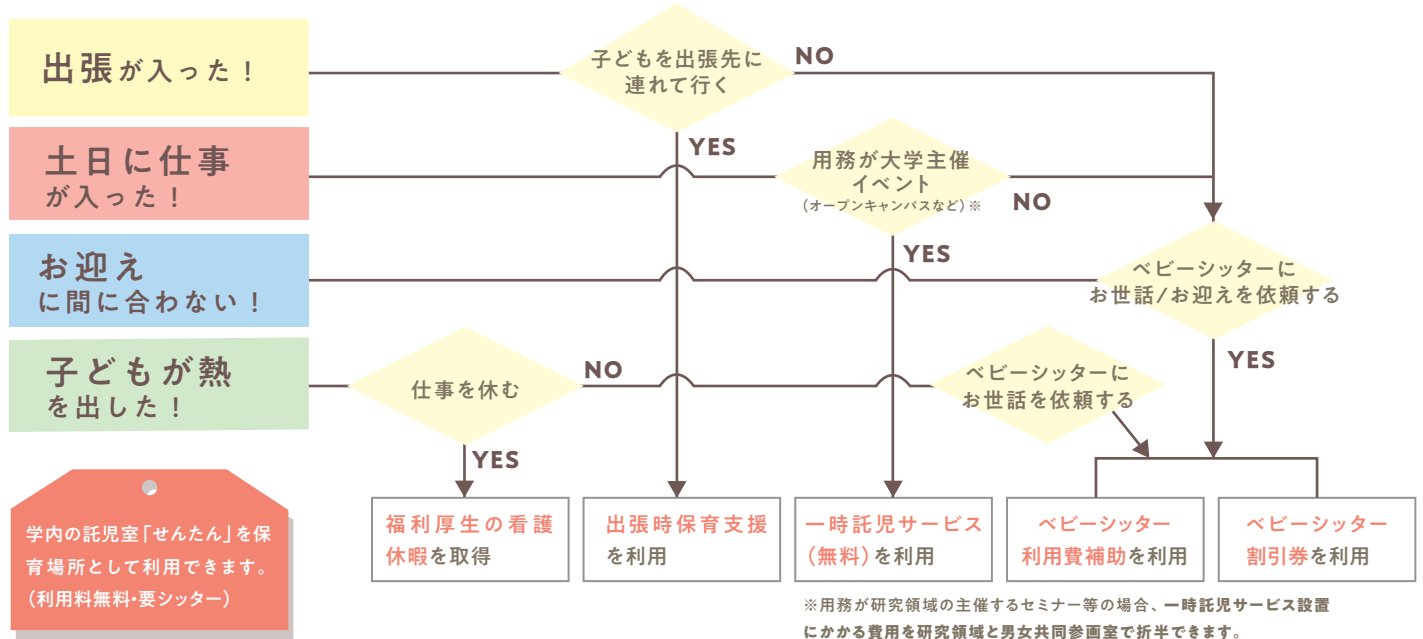 出張が入った！
子どもを出張先に
連れて行く
NO
YES
土日に仕事
が入った！
用務が大学主催
イベント
（オープンキャンパスなど）※
NO
YES
お迎え
に間に合わない！
ベビーシッターに
お世話/お迎えを依頼する
YES
子どもが熱
を出した！
仕事を休む
NO
YES
ベビーシッターに
お世話を依頼する
福利厚生の看護
休暇を取得
出張時保育支援
を利用
一時託児サービス
（無料）を利用
ベビーシッター
利用費補助を利用
ベビーシッター
割引券を利用
学内の託児室「せんたん」を保
育場所として利用できます。
（利用料無料・要シッター）
※用務が研究領域の主催するセミナー等の場合、一時託児サービス設置
にかかる費用を研究領域と男女共同参画室で折半できます。